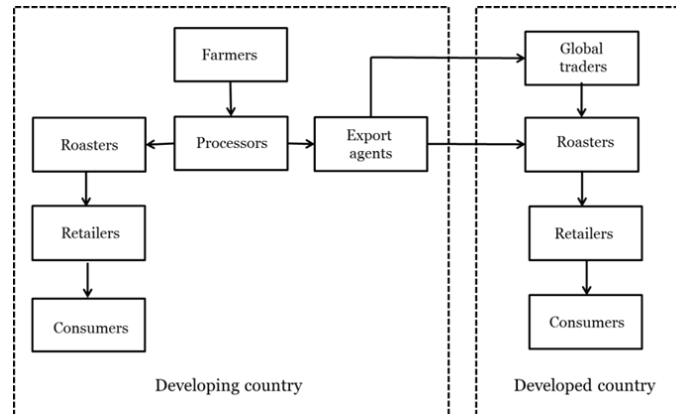 Farmers
Global
traders
Roasters
Processors
Export
agents
Roasters
Retailers
Retailers
Consumers
Consumers
Developing country
Developed country